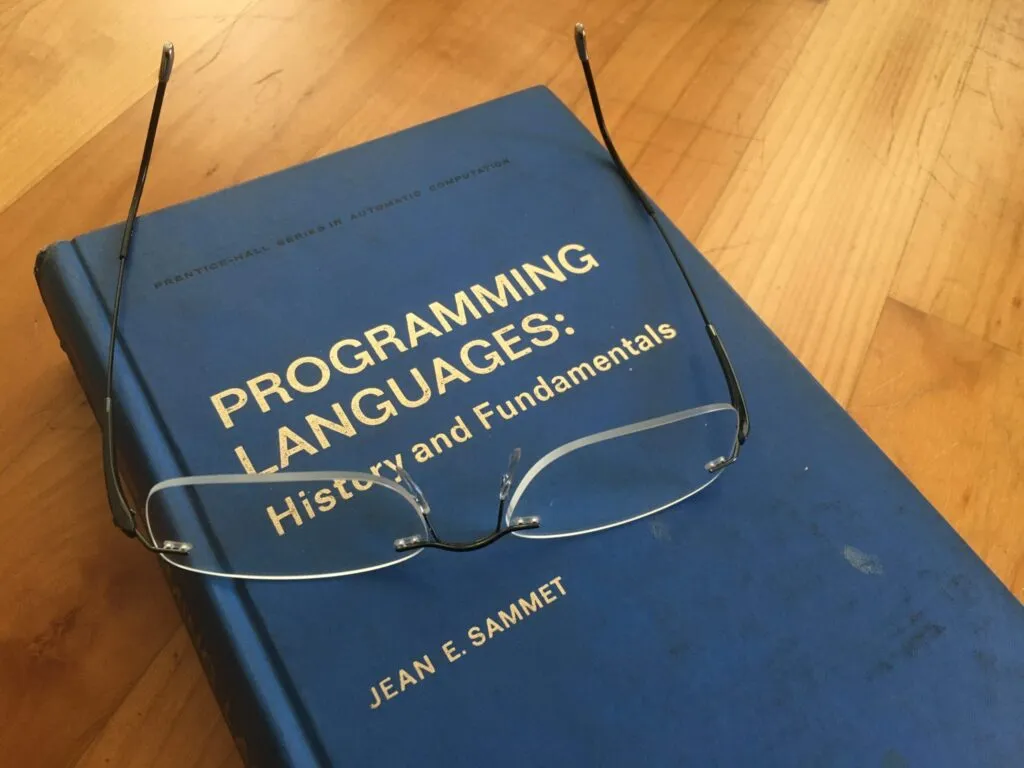 PRENTICE-HALL SERIES IN AUTOMATIC COMPUTATION
PROGRAMMING
LANGUAGES:
History and Fundamentals
JEAN E. SAMMET